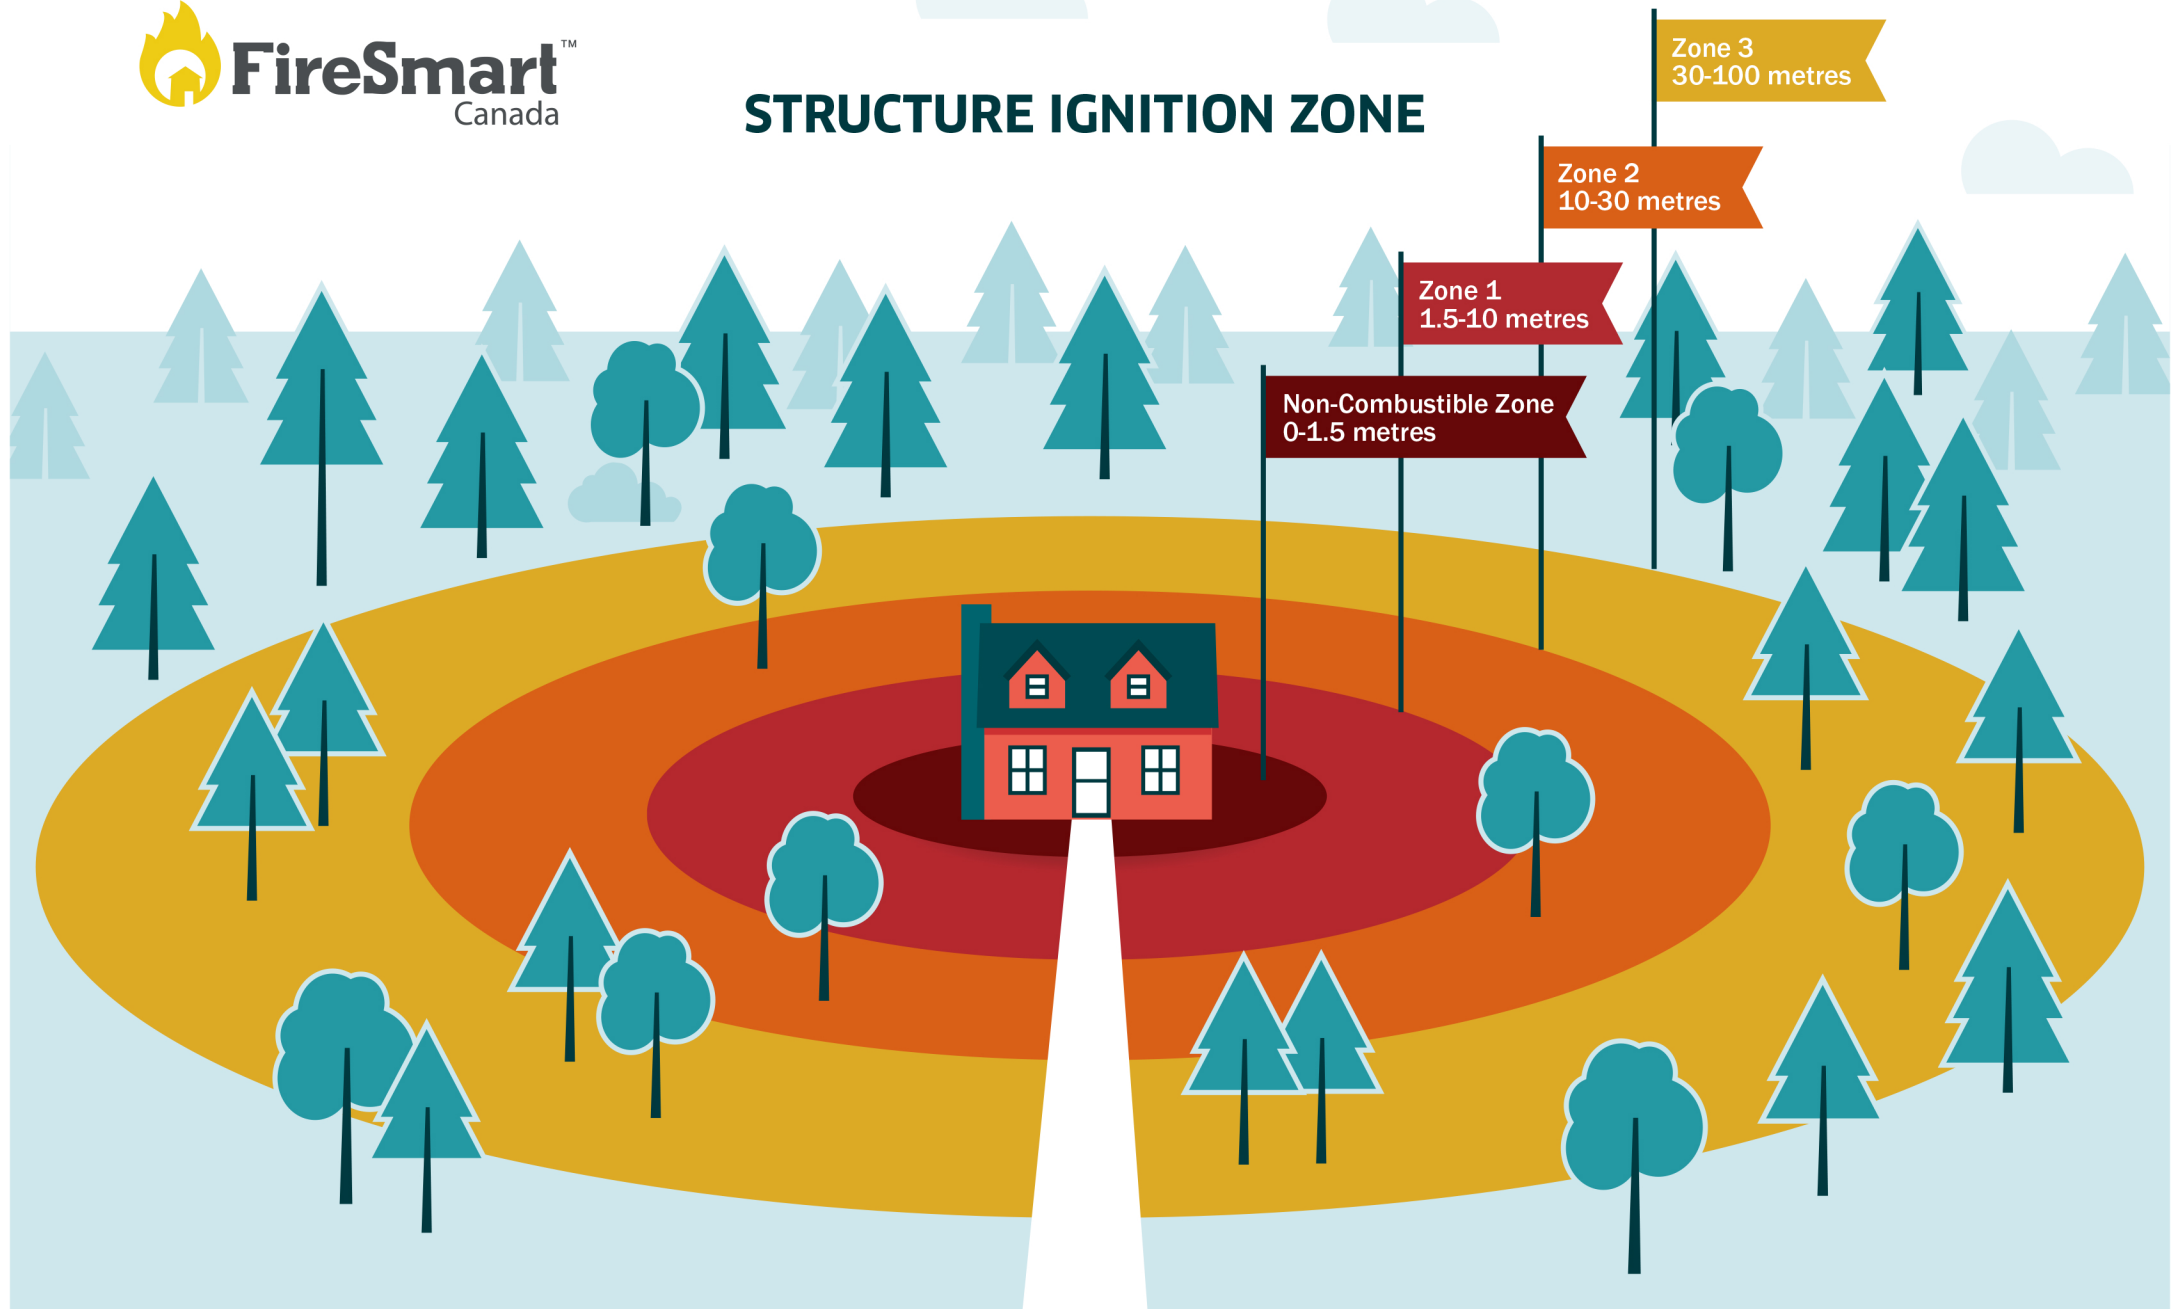 FireSmart™
Canada
STRUCTURE IGNITION ZONE
Zone 3
30-100 metres
Zone 2
10-30 metres
Zone 1
1.5-10 metres
Non-Combustible Zone
0-1.5 metres